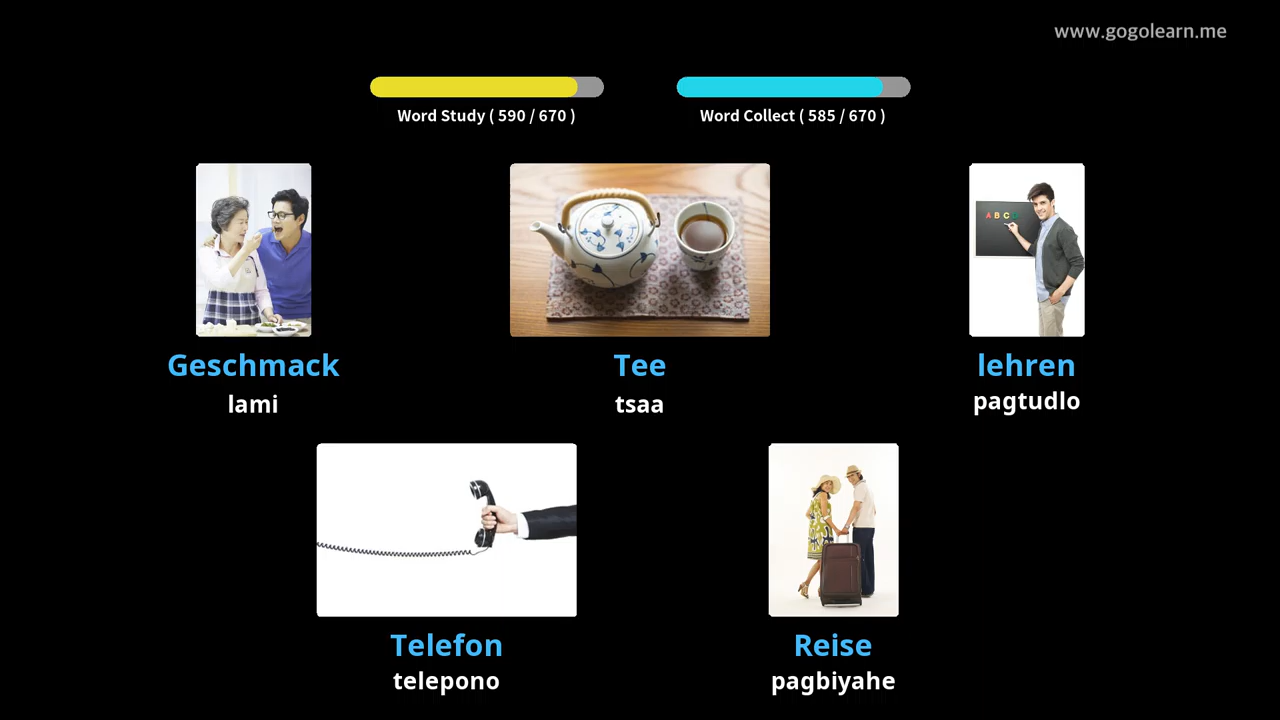 www.gogolearn.me
Word Study ( 590 / 670 )
Word Collect ( 585 / 670 )
A B C D
Geschmack
lami
Tee
tsaa
lehren
pagtudlo
Telefon
telepono
Reise
pagbiyahe